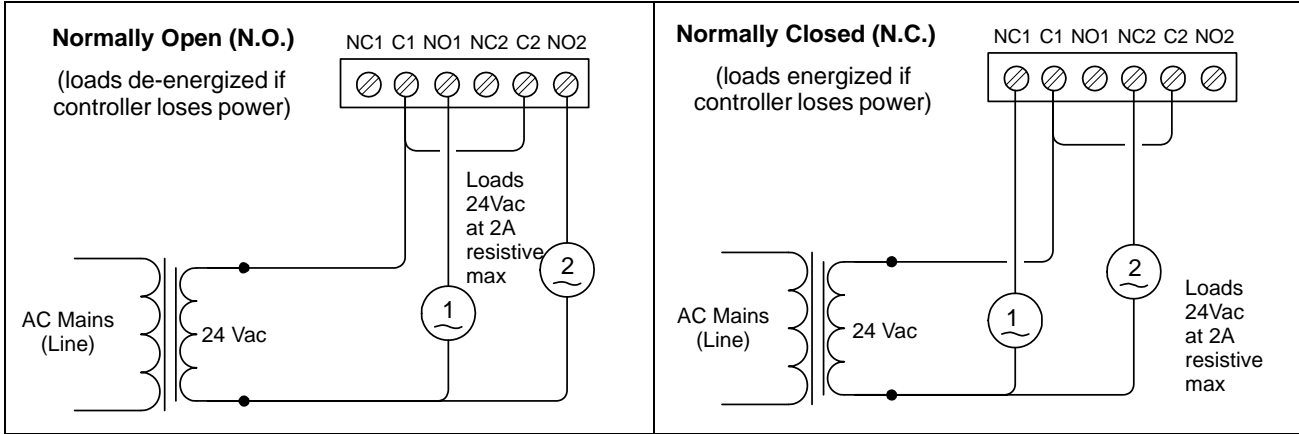 Normally Open (N.O.)
(loads de-energized if
controller loses power)
NC1 C1 NO1 NC2 C2 NO2
Loads
24Vac
at 2A
resistive
max
1
2
AC Mains
(Line)
24 Vac
Normally Closed (N.C.)
(loads energized if
controller loses power)
NC1 C1 NO1 NC2 C2 NO2
1
2
Loads
24Vac
at 2A
resistive
max
AC Mains
(Line)
24 Vac